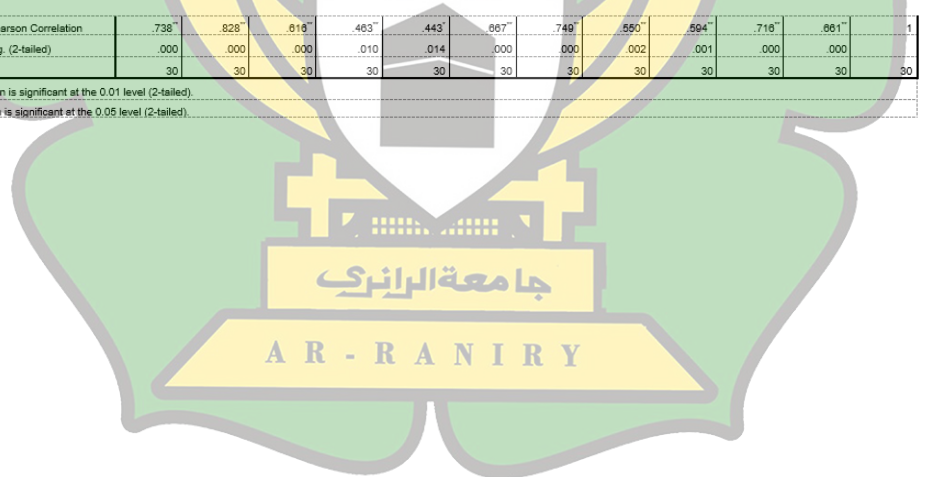 arson Correlation .738** .828** .616** .463** .443* .667** .749** .550** .594** .716** .661** 1
g. (2-tailed) .000 .000 .000 .010 .014 .000 .000 .002 .001 .000 .000
30 30 30 30 30 30 30 30 30 30 30 30
n is significant at the 0.01 level (2-tailed).
is significant at the 0.05 level (2-tailed).
جامعةالرانري
AR-RANIRY